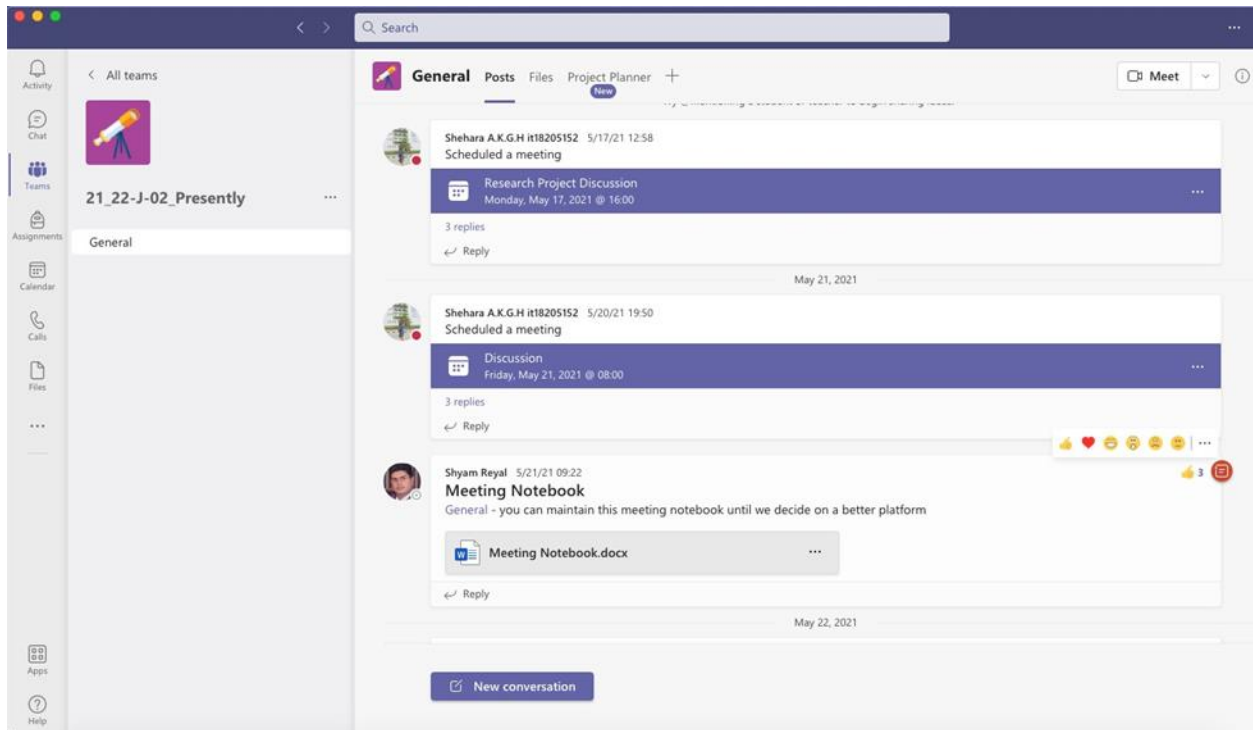 Search
Activity
Chat
Teams
Assignments
Calendar
Calls
Files
Apps
Help
All teams
21_22-J-02_Presently
General
General Posts Files Project Planner
New
Meet
Shehara A.K.G.H it18205152 5/17/21 12:58
Scheduled a meeting
Research Project Discussion
Monday, May 17, 2021 @ 16:00
3 replies
Reply
May 21, 2021
Shehara A.K.G.H it18205152 5/20/21 19:50
Scheduled a meeting
Discussion
Friday, May 21, 2021 @ 08:00
3 replies
Reply
Shyam Reyal 5/21/21 09:22
3
Meeting Notebook
General - you can maintain this meeting notebook until we decide on a better platform
Meeting Notebook.docx
Reply
May 22, 2021
New conversation